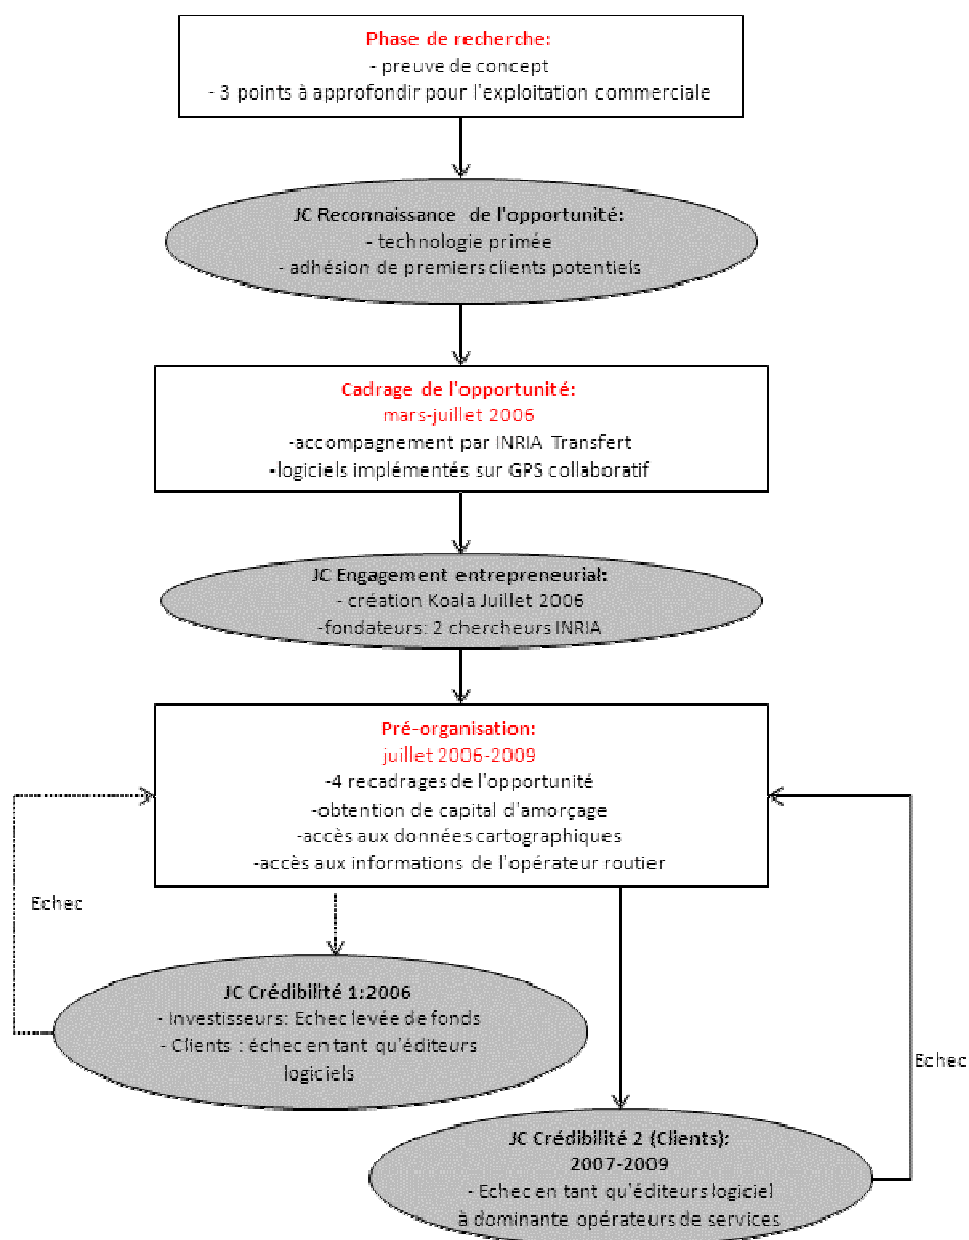 Phase de recherche:
- preuve de concept
- 3 points à approfondir pour l'exploitation commerciale
JC Reconnaissance de l'opportunité:
- technologie primée
- adhésion de premiers clients potentiels
Cadrage de l'opportunité:
mars-juillet 2006
-accompagnement par INRIA Transfert
-logiciels implémentés sur GPS collaboratif
JC Engagement entrepreneurial:
- création Koala Juillet 2006
-fondateurs: 2 chercheurs INRIA
Pré-organisation:
juillet 2006-2009
-4 recadrages de l'opportunité
-obtention de capital d'amorçage
-accès aux données cartographiques
-accès aux informations de l'opérateur routier
Echec
JC Crédibilité 1:2006
- Investisseurs: Echec levée de fonds
- Clients : échec en tant qu'éditeurs
logiciels
Echec
JC Crédibilité 2 (Clients):
2007-2009
- Echec en tant qu'éditeurs logiciel
à dominante opérateurs de services